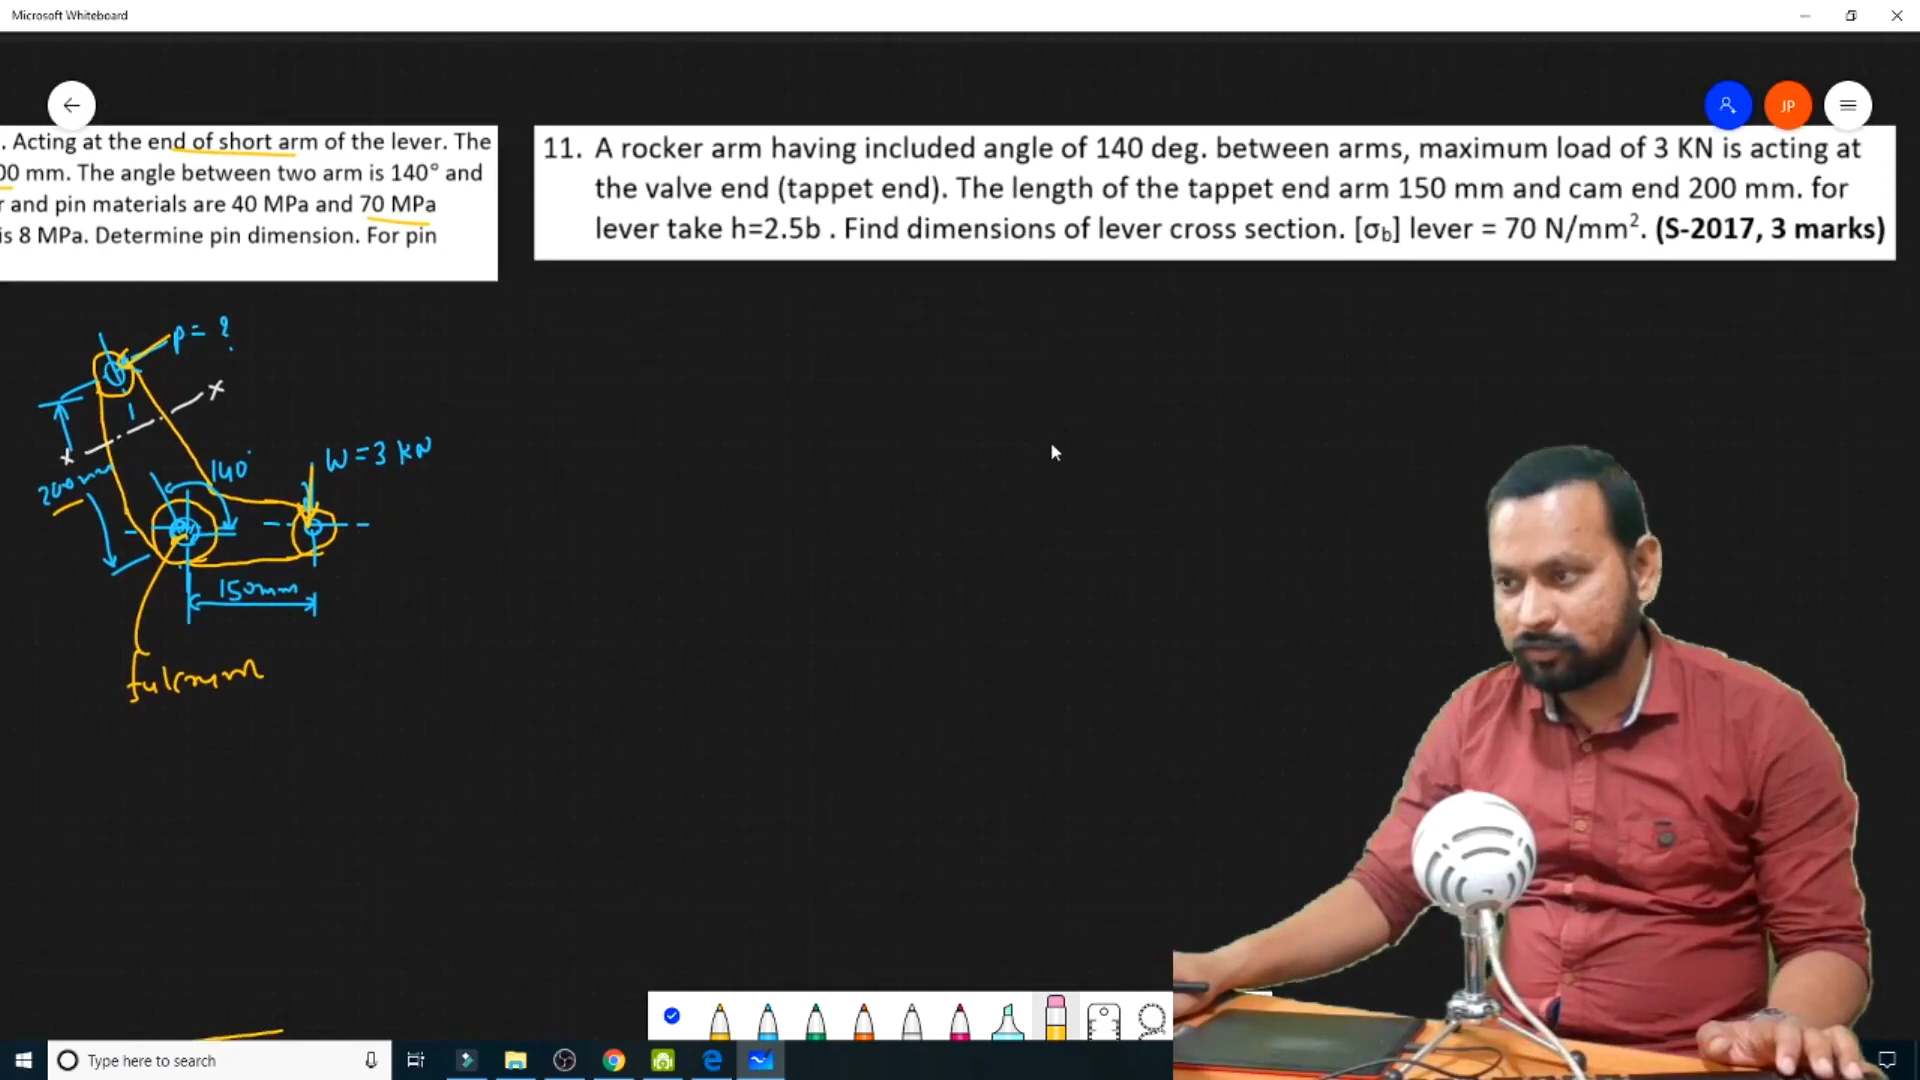 Microsoft Whiteboard
JP
. Acting at the end of short arm of the lever. The
00 mm. The angle between two arm is 140° and
r and pin materials are 40 MPa and 70 MPa
is 8 MPa. Determine pin dimension. For pin
11. A rocker arm having included angle of 140 deg. between arms, maximum load of 3 KN is acting at
the valve end (tappet end). The length of the tappet end arm 150 mm and cam end 200 mm. for
lever take h=2.5b . Find dimensions of lever cross section. [σb] lever = 70 N/mm². (S-2017, 3 marks)
P = ?
x
x
140°
W = 3 kN
200mm
150mm
fulcrum
Type here to search